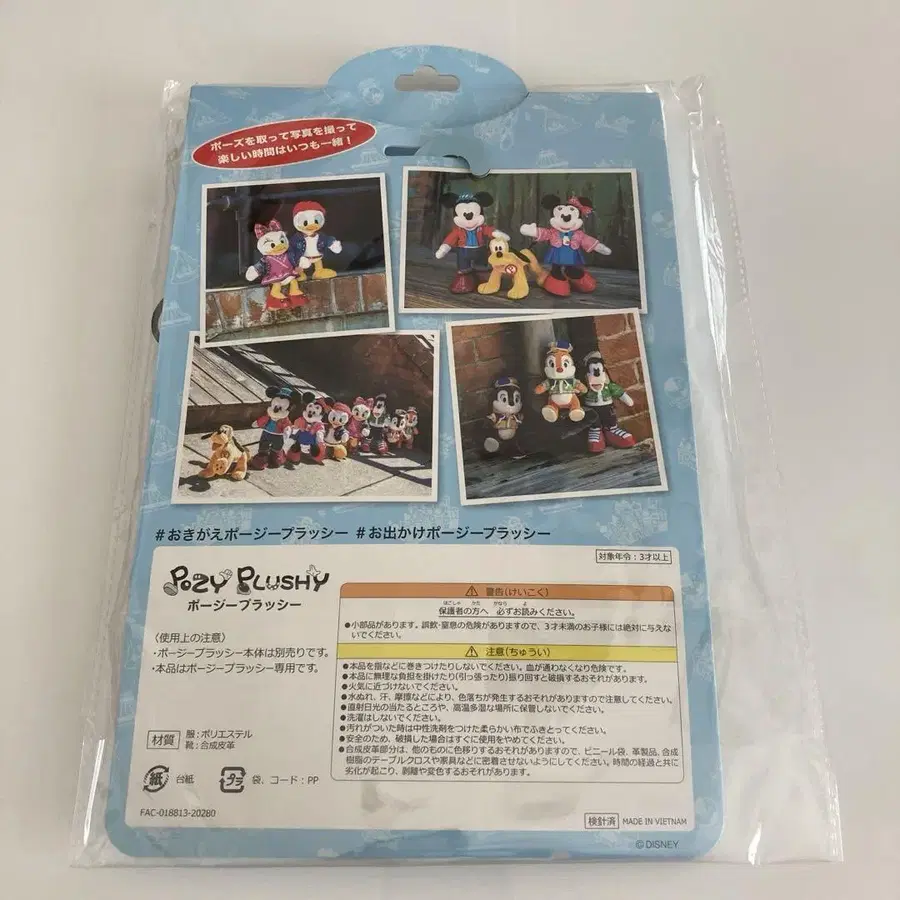 ポーズを取って写真を撮って
楽しい時間はいつも一緒！
#おきがえポージープラッシー #お出かけポージープラッシー
対象年令:3才以上
POZY PLUSHY
ポージープラッシー
〈使用上の注意〉
・ポージープラッシー本体は別売りです。
・本品はポージープラッシー専用です。
警告(けいこく)
保護者の方へ 必ずお読みください。
●小部品があります。誤飲・窒息の危険がありますので、3才未満のお子様には絶対に与えな
いでください。
注意(ちゅうい)
●本品を指などに巻きつけたりしないでください。血が通わなくなり危険です。
●本品に無理な負担を掛けたり(引っ張ったり)振り回すと破損するおそれがあります。
●火気に近づけないでください。
●水ぬれ、汗、摩擦などにより、色落ちが発生するおそれがありますので注意してください。
●直射日光の当たるところや、高温多湿な場所に保管しないでください。
●洗濯はしないでください。
●汚れがついた時は中性洗剤をつけた柔らかい布でふきとってください。
●安全のため、破損した場合はすぐに使用をやめてください。
●合成皮革部分は、他のものに色移りするおそれがありますので、ビニール袋、革製品、合成
樹脂のテーブルクロスや家具などに密着させないようにしてください。時間の経過と共に
劣化が起こり、剥離や変色するおそれがあります。
材質
服:ポリエステル
靴:合成皮革
紙 台紙 プラ 袋、コード:PP
FAC-018813-20280
検針済 MADE IN VIETNAM
©DISNEY